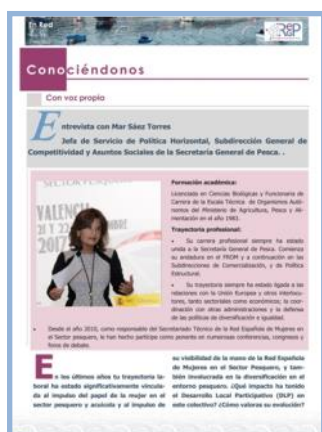 En Red
Conociéndonos
Con voz propia
Entrevista con Mar Sáez Torres
Jefa de Servicio de Política Horizontal, Subdirección General de
Competitividad y Asuntos Sociales de la Secretaría General de Pesca. .
SECTOR PESQUE
VALENCI
21 Y 22
2017
Formación académica:
Licenciada en Ciencias Biológicas y Funcionaria de
Carrera de la Escala Técnica de Organismos Autó-
nomos del Ministerio de Agricultura, Pesca y Ali-
mentación en el año 1983.
Trayectoria profesional:
• Su carrera profesional siempre ha estado
unida a la Secretaría General de Pesca. Comienza
su andadura en el FROM y a continuación en las
Subdirecciones de Comercialización, y de Política
Estructural.
• Su trayectoria siempre ha estado ligada a las
relaciones con la Unión Europea y otros interlocu-
tores, tanto sectoriales como económicos; la coor-
dinación con otras administraciones y la defensa
de las políticas de diversificación e igualdad.
• Desde el año 2010, como responsable del Secretariado Técnico de la Red Española de Mujeres en
el Sector pesquero, le han hecho partícipe como ponente en numerosas conferencias, congresos y
foros de debate.
En los últimos años tu trayectoria la-
boral ha estado significativamente vincula-
da al impulso del papel de la mujer en el
sector pesquero y acuícola y al impulso de
su visibilidad de la mano de la Red Española
de Mujeres en el Sector Pesquero, y tam-
bién involucrada en la diversificación en el
entorno pesquero. ¿Qué impacto ha tenido
el Desarrollo Local Participativo (DLP) en
este colectivo? ¿Cómo valoras su evolución?